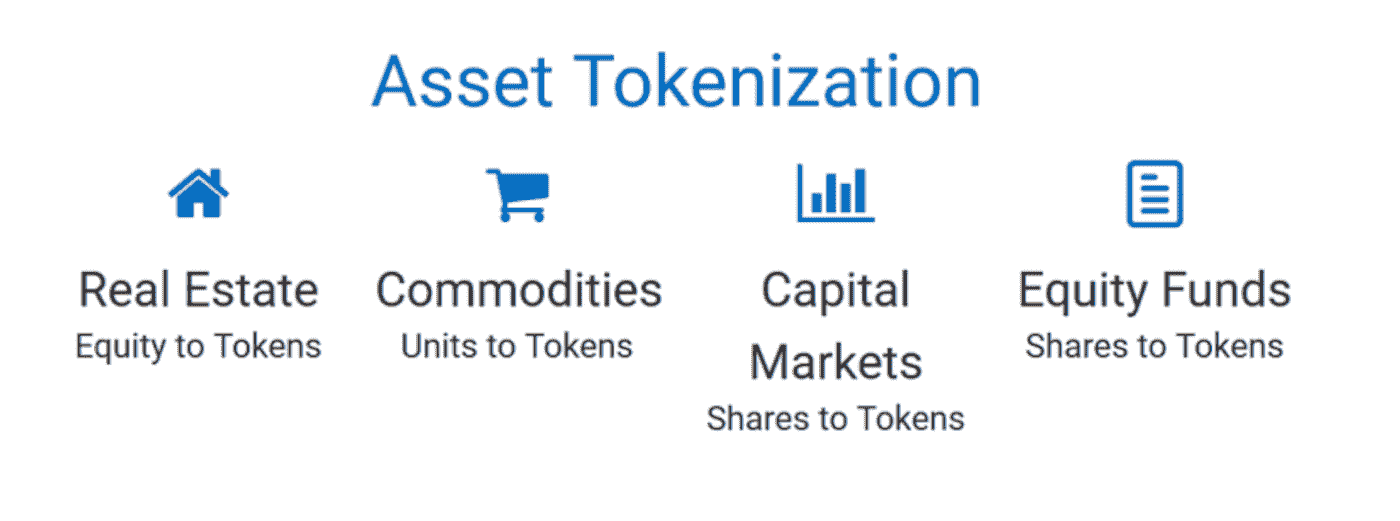 Asset Tokenization
Real Estate
Equity to Tokens
Commodities
Units to Tokens
Capital
Markets
Shares to Tokens
Equity Funds
Shares to Tokens